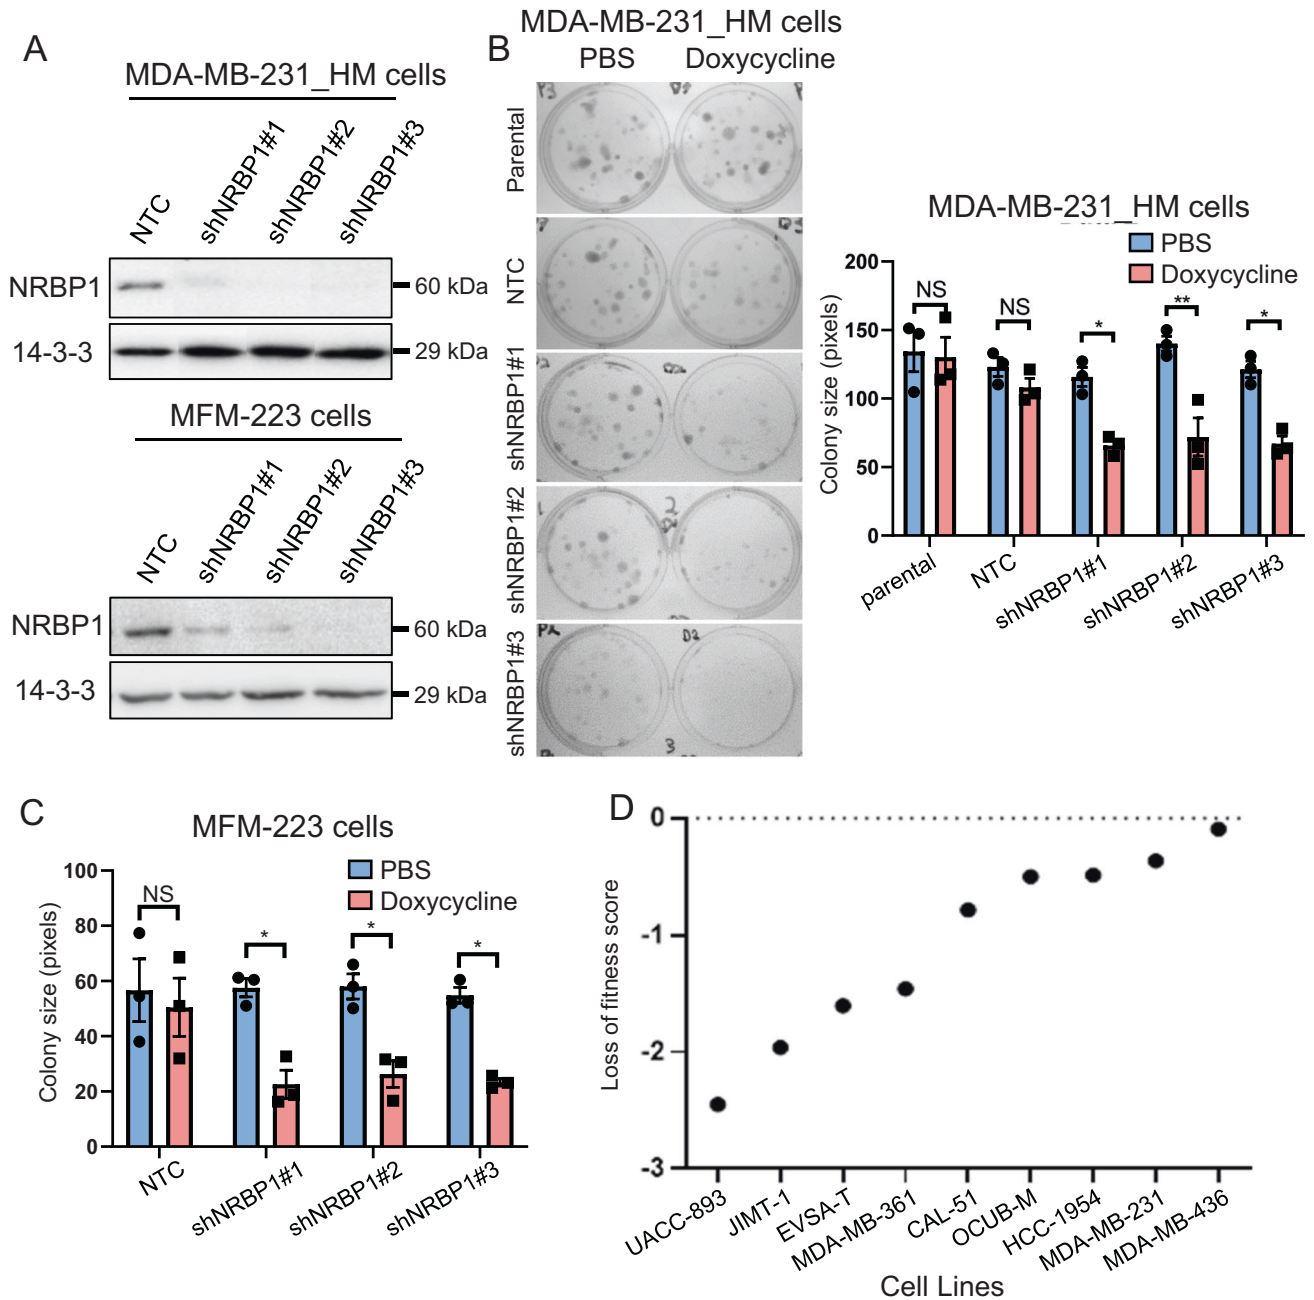 A
MDA-MB-231_HM cells
NTC
shNRBP1#1
shNRBP1#2
shNRBP1#3
NRBP1
60 kDa
14-3-3
29 kDa
MFM-223 cells
NTC
shNRBP1#1
shNRBP1#2
shNRBP1#3
NRBP1
60 kDa
14-3-3
29 kDa
B
MDA-MB-231_HM cells
PBS Doxycycline
Parental
NTC
shNRBP1#1
shNRBP1#2
shNRBP1#3
D2
3
MDA-MB-231_HM cells
PBS
Doxycycline
Colony size (pixels)
200
150
100
50
0
NS
NS
*
**
*
parental
NTC
shNRBP1#1
shNRBP1#2
shNRBP1#3
C
MFM-223 cells
PBS
Doxycycline
Colony size (pixels)
100
80
60
40
20
0
NS
*
*
*
NTC
shNRBP1#1
shNRBP1#2
shNRBP1#3
D
Loss of fitness score
0
-1
-2
-3
UACC-893
JIMT-1
EVSA-T
MDA-MB-361
CAL-51
OCUB-M
HCC-1954
MDA-MB-231
MDA-MB-436
Cell Lines